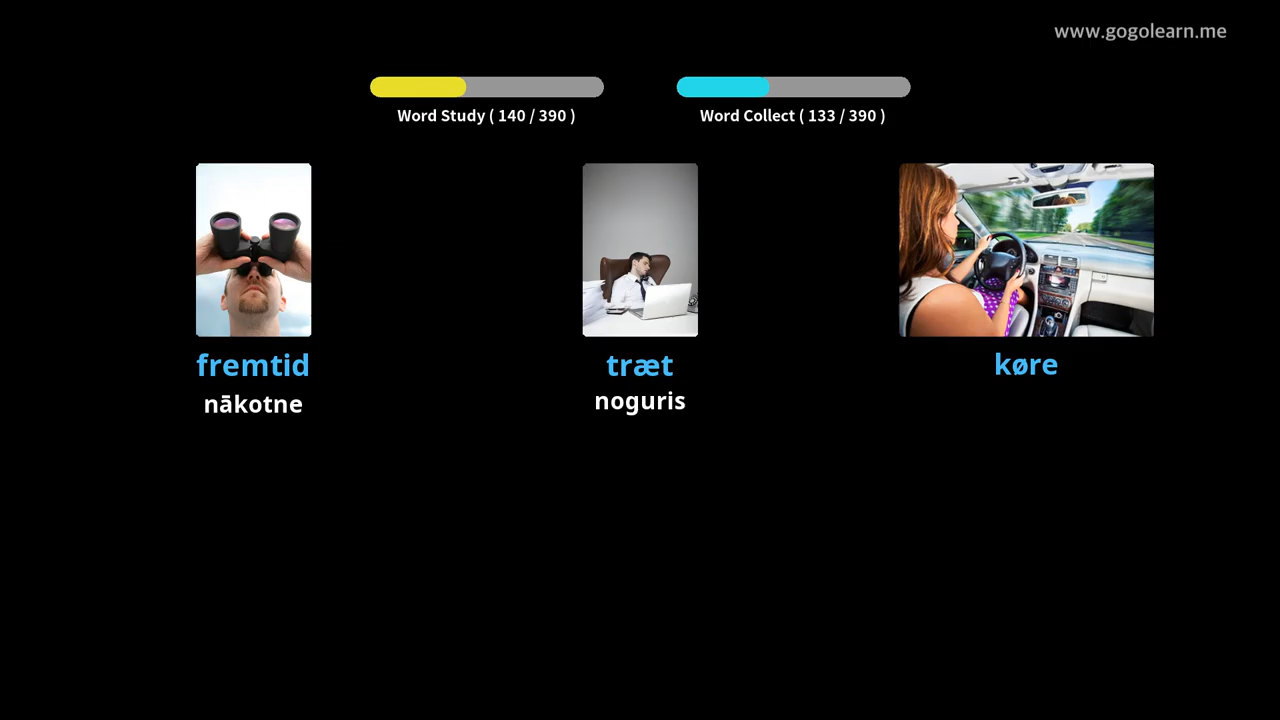 www.gogolearn.me
Word Study ( 140 / 390 )
Word Collect ( 133 / 390 )
fremtid
nākotne
træt
noguris
køre